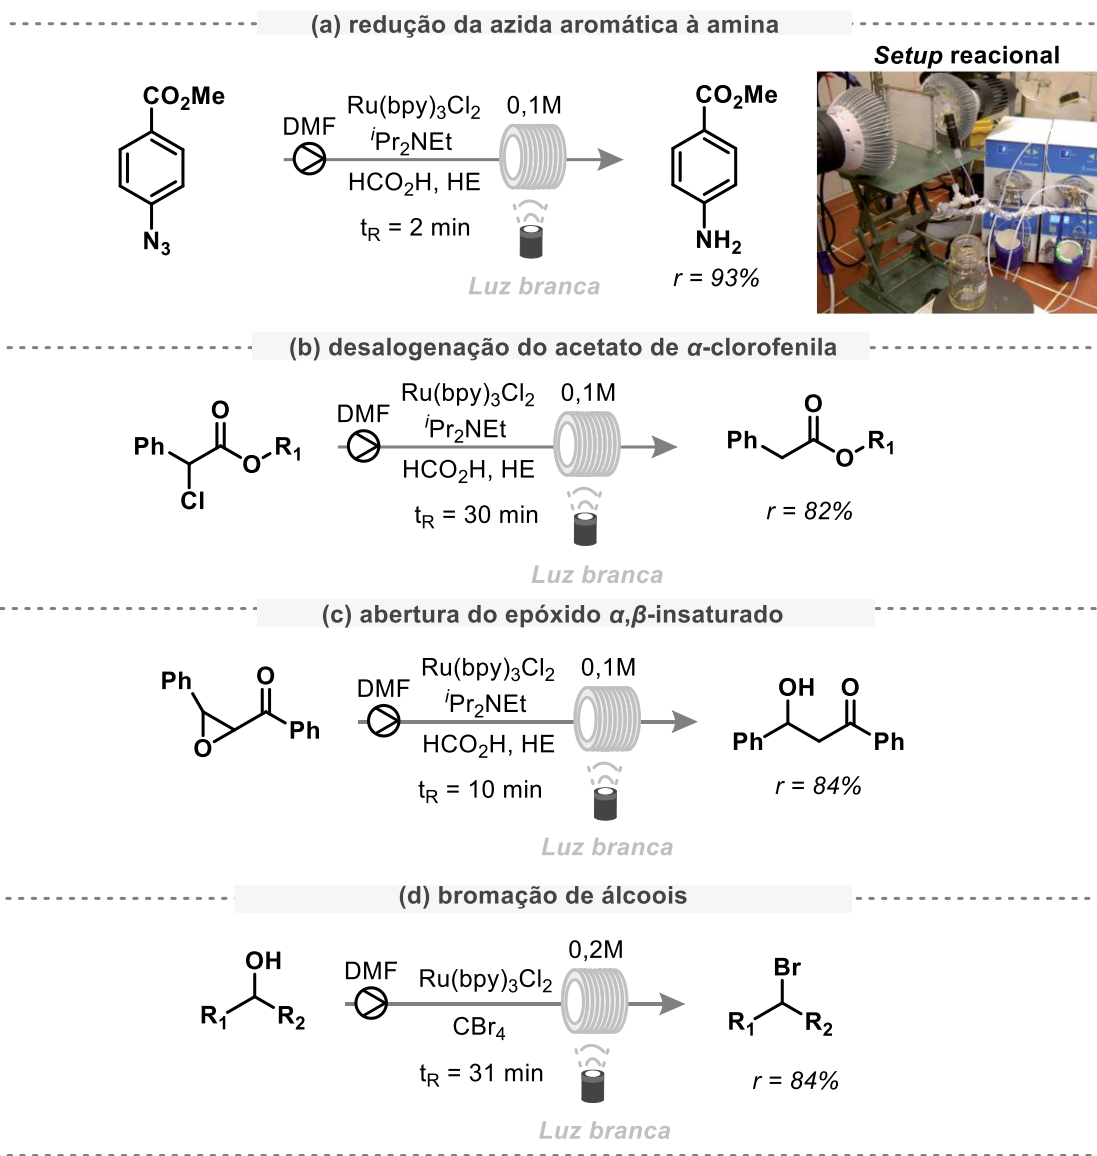 (a) redução da azida aromática à amina
Setup reacional
CO₂Me
N₃
DMF
Ru(bpy)₃Cl₂
ⁱPr₂NEt
HCO₂H, HE
t_R = 2 min
0,1M
Luz branca
CO₂Me
NH₂
r = 93%
(b) desalogenação do acetato de α-clorofenila
Ph
O
O
R₁
Cl
DMF
Ru(bpy)₃Cl₂
ⁱPr₂NEt
HCO₂H, HE
t_R = 30 min
0,1M
Luz branca
Ph
O
O
R₁
r = 82%
(c) abertura do epóxido α,β-insaturado
Ph
O
O
Ph
DMF
Ru(bpy)₃Cl₂
ⁱPr₂NEt
HCO₂H, HE
t_R = 10 min
0,1M
Luz branca
OH
O
Ph
Ph
r = 84%
(d) bromação de álcoois
OH
R₁
R₂
DMF
Ru(bpy)₃Cl₂
CBr₄
t_R = 31 min
0,2M
Luz branca
Br
R₁
R₂
r = 84%